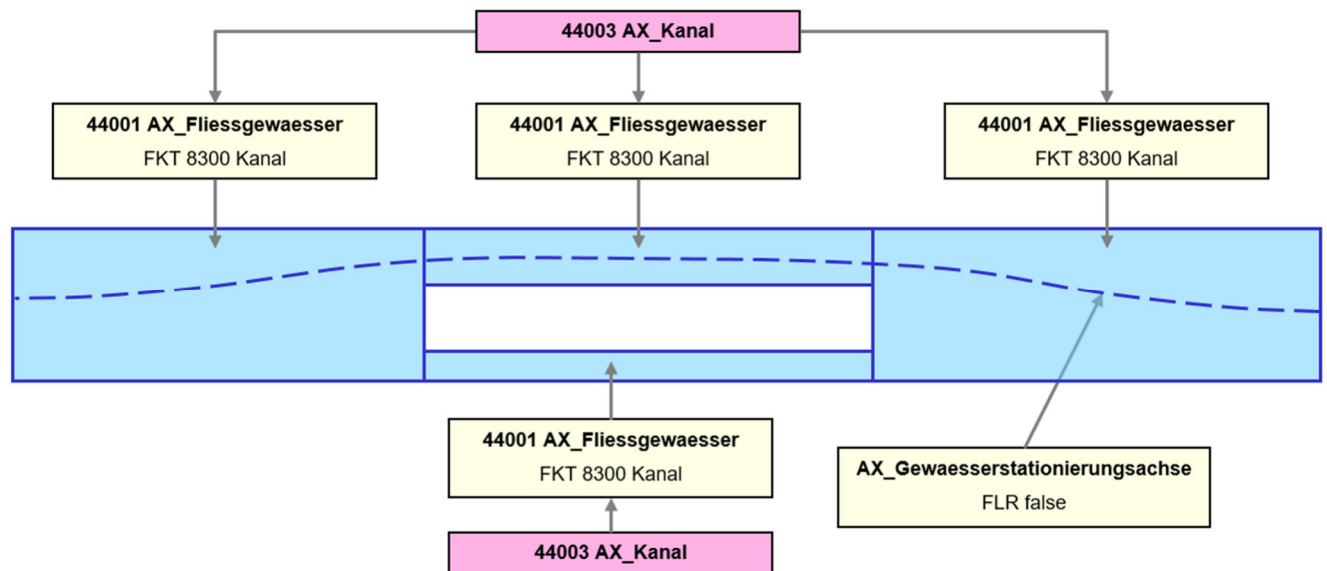 44003 AX_Kanal
44001 AX_Fliessgewaesser
FKT 8300 Kanal
44001 AX_Fliessgewaesser
FKT 8300 Kanal
44001 AX_Fliessgewaesser
FKT 8300 Kanal
44001 AX_Fliessgewaesser
FKT 8300 Kanal
AX_Gewaesserstationierungsachse
FLR false
44003 AX_Kanal